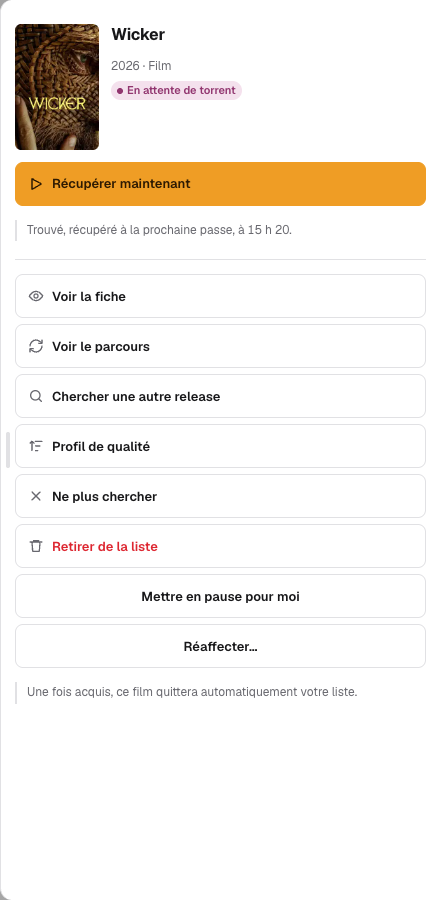 Wicker
2026 · Film
En attente de torrent
WICKER
Récupérer maintenant
Trouvé, récupéré à la prochaine passe, à 15 h 20.
Voir la fiche
Voir le parcours
Chercher une autre release
Profil de qualité
Ne plus chercher
Retirer de la liste
Mettre en pause pour moi
Réaffecter...
Une fois acquis, ce film quittera automatiquement votre liste.